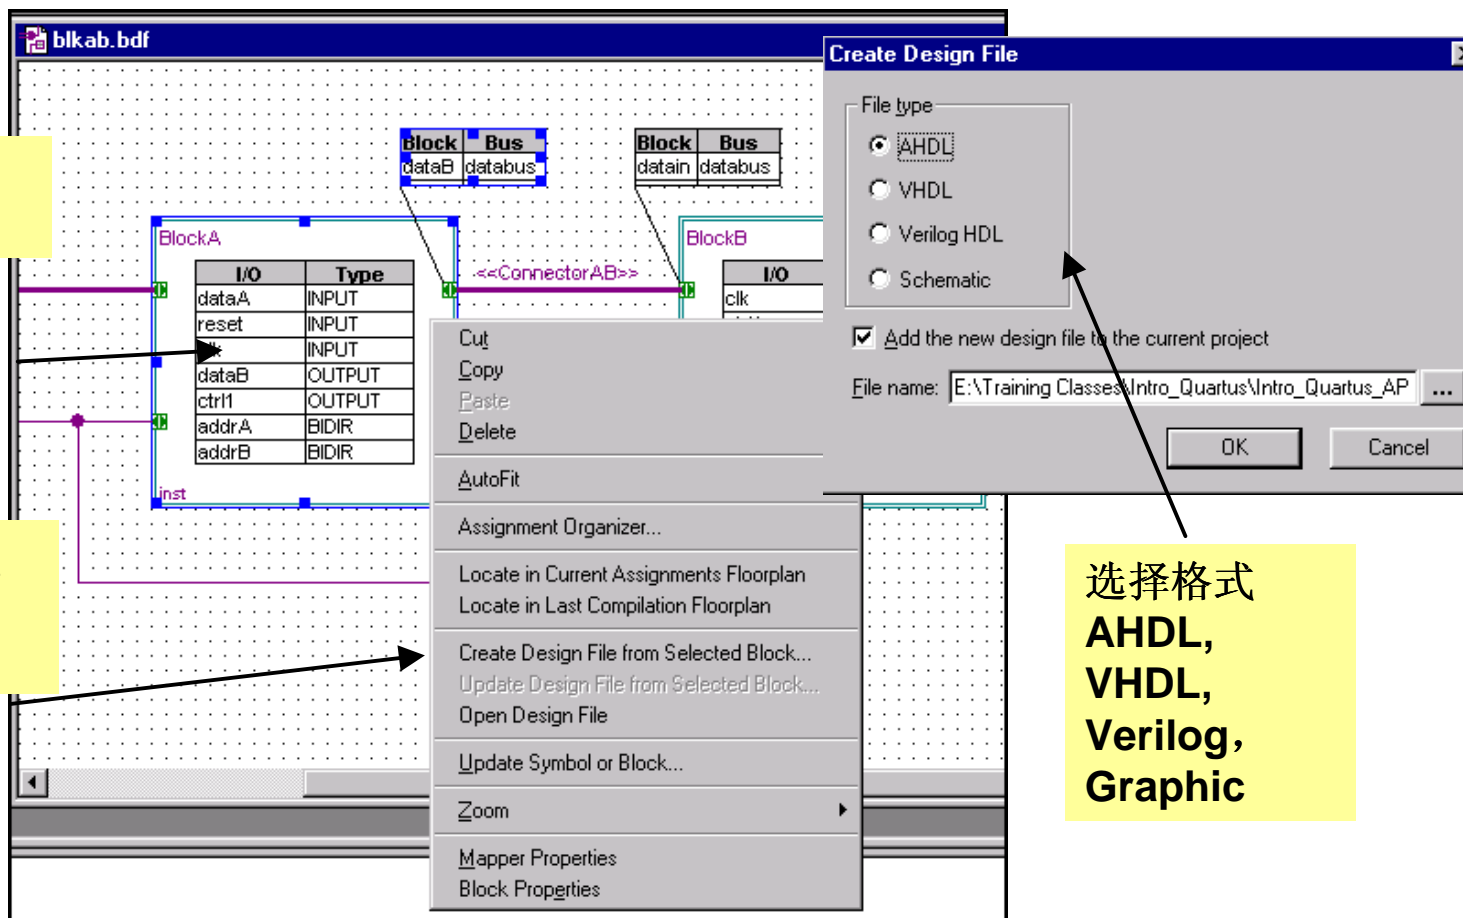 blkab.bdf
Block Bus
dataB databus
Block Bus
datain databus
BlockA
I/O Type
dataA INPUT
reset INPUT
INPUT
dataB OUTPUT
ctrl1 OUTPUT
addrA BIDIR
addrB BIDIR
inst
<<ConnectorAB>>
BlockB
I/O
clk
Cut
Copy
Paste
Delete
AutoFit
Assignment Organizer...
Locate in Current Assignments Floorplan
Locate in Last Compilation Floorplan
Create Design File from Selected Block...
Update Design File from Selected Block...
Open Design File
Update Symbol or Block...
Zoom
Mapper Properties
Block Properties
Create Design File
File type
AHDL
VHDL
Verilog HDL
Schematic
Add the new design file to the current project
File name: E:\Training Classes\Intro_Quartus\Intro_Quartus_AP ...
OK Cancel
选择格式
AHDL,
VHDL,
Verilog，
Graphic